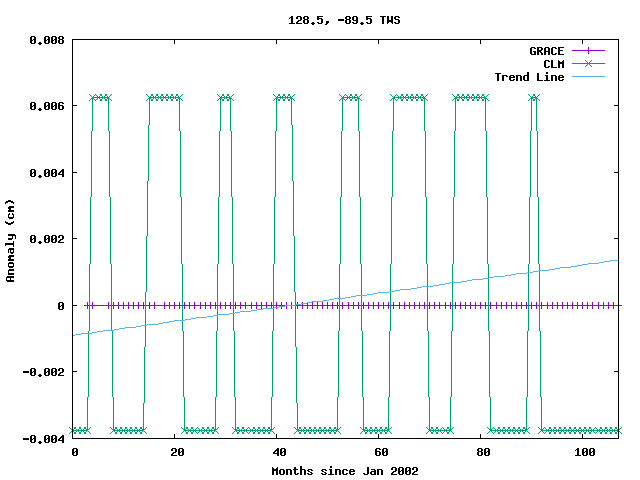 128.5, -89.5 TWS
GRACE
CLM
Trend Line
0.008
0.006
0.004
0.002
0
-0.002
-0.004
Anomaly (cm)
0 20 40 60 80 100
Months since Jan 2002